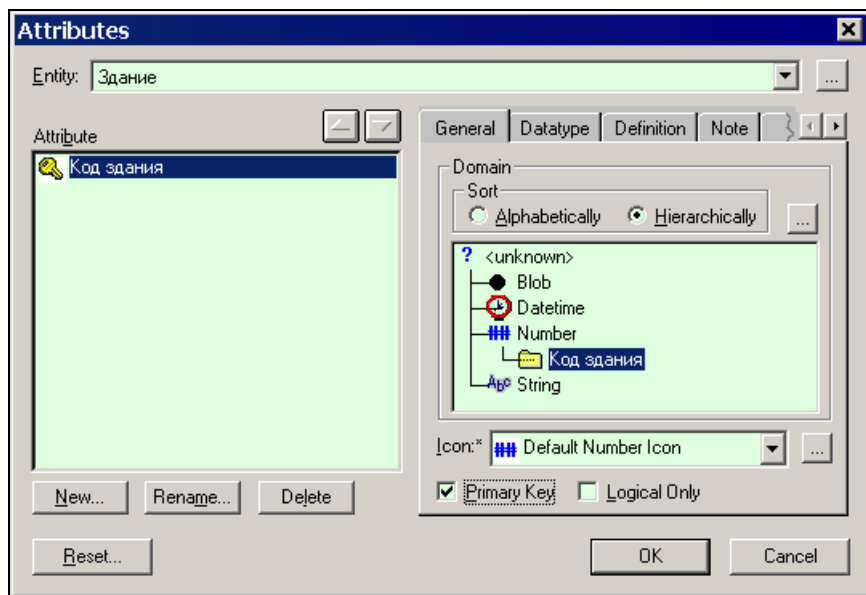 Attributes
Entity: Здание ...
Attribute
Код здания
General Datatype Definition Note
Domain
Sort
Alphabetically Hierarchically ...
? <unknown>
Blob
Datetime
Number
Код здания
Abc String
Icon:* Default Number Icon ...
Primary Key Logical Only
New... Rename... Delete
Reset... OK Cancel